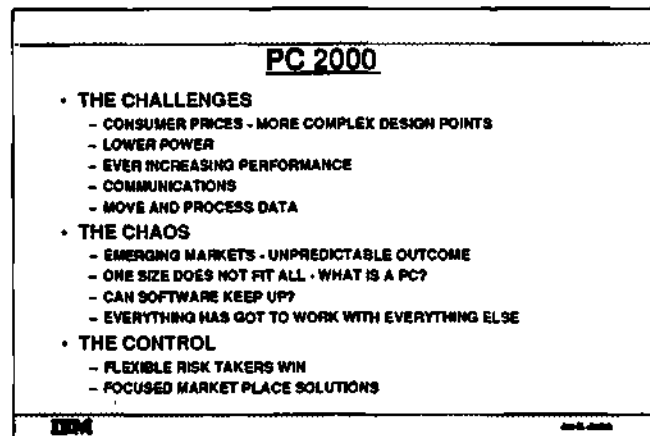 PC 2000
• THE CHALLENGES
– CONSUMER PRICES - MORE COMPLEX DESIGN POINTS
– LOWER POWER
– EVER INCREASING PERFORMANCE
– COMMUNICATIONS
– MOVE AND PROCESS DATA
• THE CHAOS
– EMERGING MARKETS - UNPREDICTABLE OUTCOME
– ONE SIZE DOES NOT FIT ALL - WHAT IS A PC?
– CAN SOFTWARE KEEP UP?
– EVERYTHING HAS GOT TO WORK WITH EVERYTHING ELSE
• THE CONTROL
– FLEXIBLE RISK TAKERS WIN
– FOCUSED MARKET PLACE SOLUTIONS
IBM